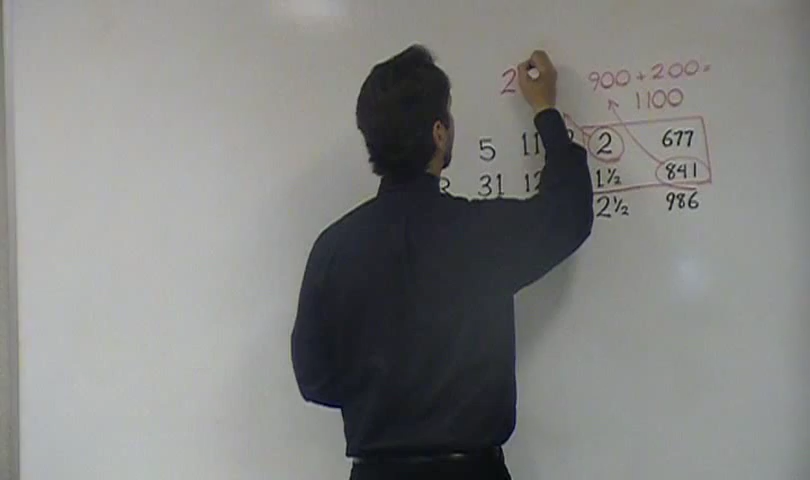 2 900 + 200 =
1100
5 11 2 677
31 12 1½ 841
2½ 986